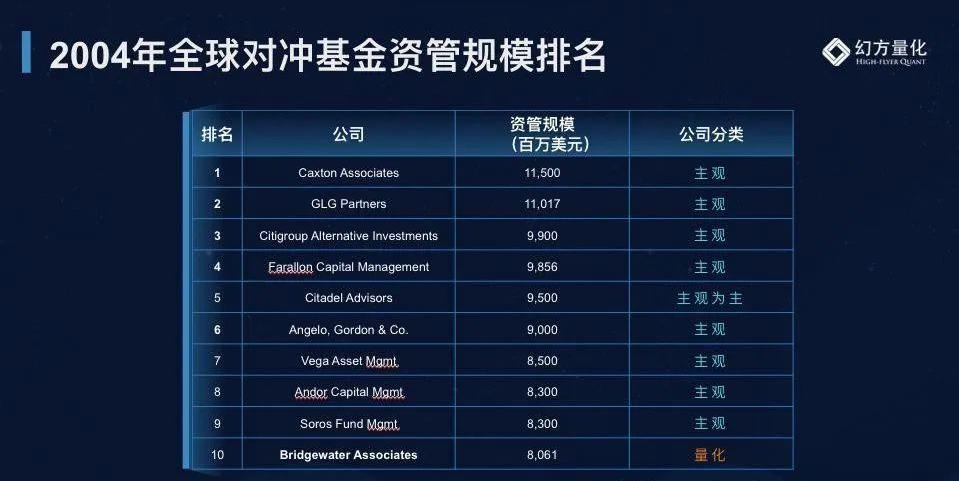 2004年全球对冲基金资管规模排名
幻方量化
HIGH-FLYER QUANT
排名 公司 资管规模 公司分类
（百万美元）
1 Caxton Associates 11,500 主观
2 GLG Partners 11,017 主观
3 Citigroup Alternative Investments 9,900 主观
4 Farallon Capital Management 9,856 主观
5 Citadel Advisors 9,500 主观为主
6 Angelo, Gordon & Co. 9,000 主观
7 Vega Asset Mgmt 8,500 主观
8 Andor Capital Mgmt 8,300 主观
9 Soros Fund Mgmt 8,300 主观
10 Bridgewater Associates 8,061 量化